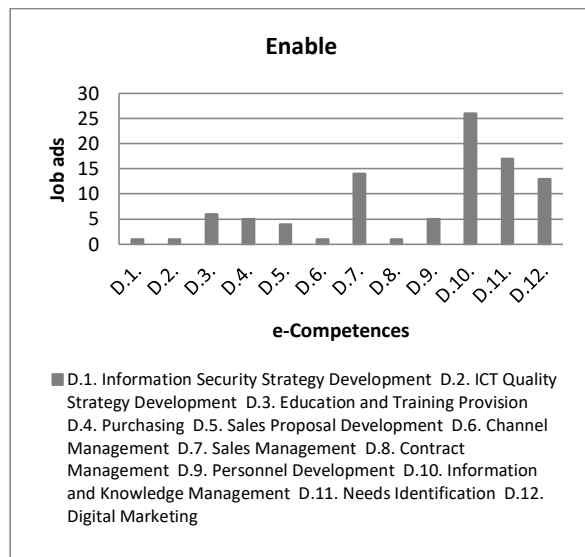 Enable
30
25
20
15
10
5
0
Job ads
D.1. D.2. D.3. D.4. D.5. D.6. D.7. D.8. D.9. D.10. D.11. D.12.
e-Competences
D.1. Information Security Strategy Development D.2. ICT Quality
Strategy Development D.3. Education and Training Provision
D.4. Purchasing D.5. Sales Proposal Development D.6. Channel
Management D.7. Sales Management D.8. Contract
Management D.9. Personnel Development D.10. Information
and Knowledge Management D.11. Needs Identification D.12.
Digital Marketing